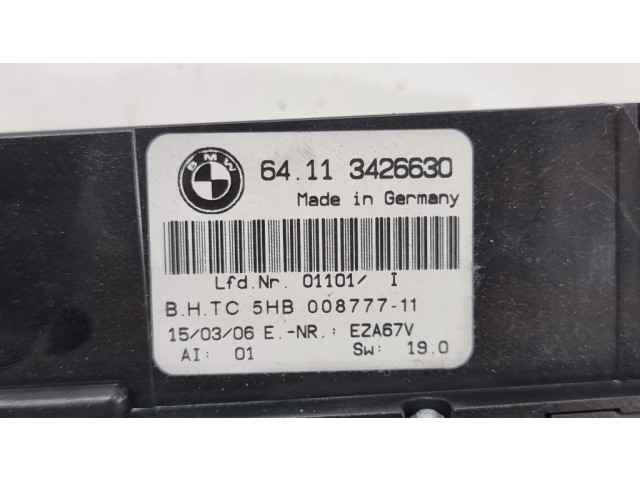 BMW
64.11 3426630
Made in Germany
Lfd.Nr. 01101/ I
B.H.TC 5HB 008777-11
15/03/06 E.-NR.: EZA67V
AI: 01 SW: 19.0